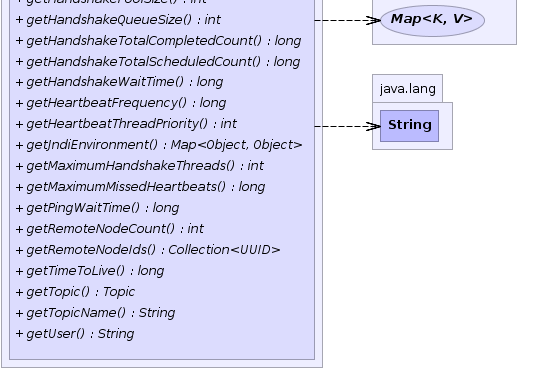 + getHandshakePoolSize() : int
+ getHandshakeQueueSize() : int
+ getHandshakeTotalCompletedCount() : long
+ getHandshakeTotalScheduledCount() : long
+ getHandshakeWaitTime() : long
+ getHeartbeatFrequency() : long
+ getHeartbeatThreadPriority() : int
+ getJndiEnvironment() : Map<Object, Object>
+ getMaximumHandshakeThreads() : int
+ getMaximumMissedHeartbeats() : long
+ getPingWaitTime() : long
+ getRemoteNodeCount() : int
+ getRemoteNodeIds() : Collection<UUID>
+ getTimeToLive() : long
+ getTopic() : Topic
+ getTopicName() : String
+ getUser() : String
Map<K, V>
java.lang
String